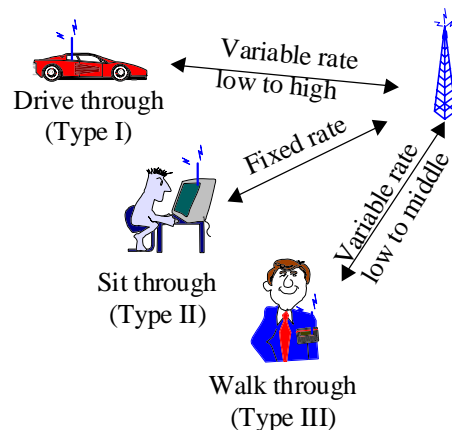 Variable rate
low to high
Drive through
(Type I)
Fixed rate
Variable rate
low to middle
Sit through
(Type II)
Walk through
(Type III)